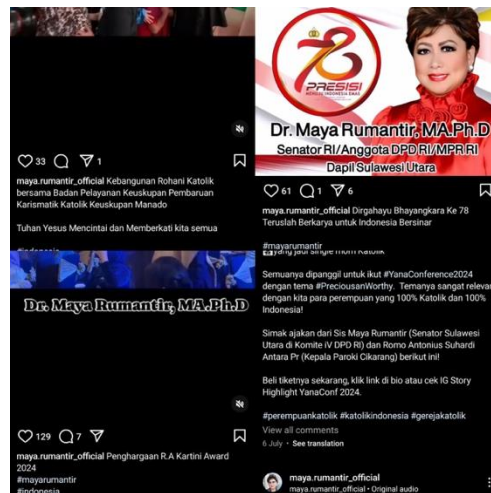 33 1
maya.rumantir_official Kebangunan Rohani Katolik
bersama Badan Pelayanan Keuskupan Pembaruan
Karismatik Katolik Keuskupan Manado
Tuhan Yesus Mencintai dan Memberkati kita semua
#indonesia
Dr. Maya Rumantir, MA.Ph.D
129 7
maya.rumantir_official Penghargaan R.A Kartini Award
2024
#mayarumantir
#indonesia
78
PRESISI
Dr. Maya Rumantir, MA.Ph.D
Senator RI/Anggota DPD RI/MPR RI
Dapil Sulawesi Utara
61 1 6
maya.rumantir_official Dirgahayu Bhayangkara Ke 78
Teruslah Berkarya untuk Indonesia Bersinar
#mayarumantir
yang jadi single mom Katolik
Semuanya dipanggil untuk ikut #YanaConference2024
dengan tema #PreciousanWorthy. Temanya sangat relevan
dengan kita para perempuan yang 100% Katolik dan 100%
Indonesia!
Simak ajakan dari Sis Maya Rumantir (Senator Sulawesi
Utara di Komite iV DPD RI) dan Romo Antonius Suhardi
Antara Pr (Kepala Paroki Cikarang) berikut ini!
Beli tiketnya sekarang, klik link di bio atau cek IG Story
Highlight YanaConf 2024.
#perempuankatolik #katolikindonesia #gerejakatolik
View all comments
6 July • See translation
maya.rumantir_official
maya.rumantir_official • Original audio